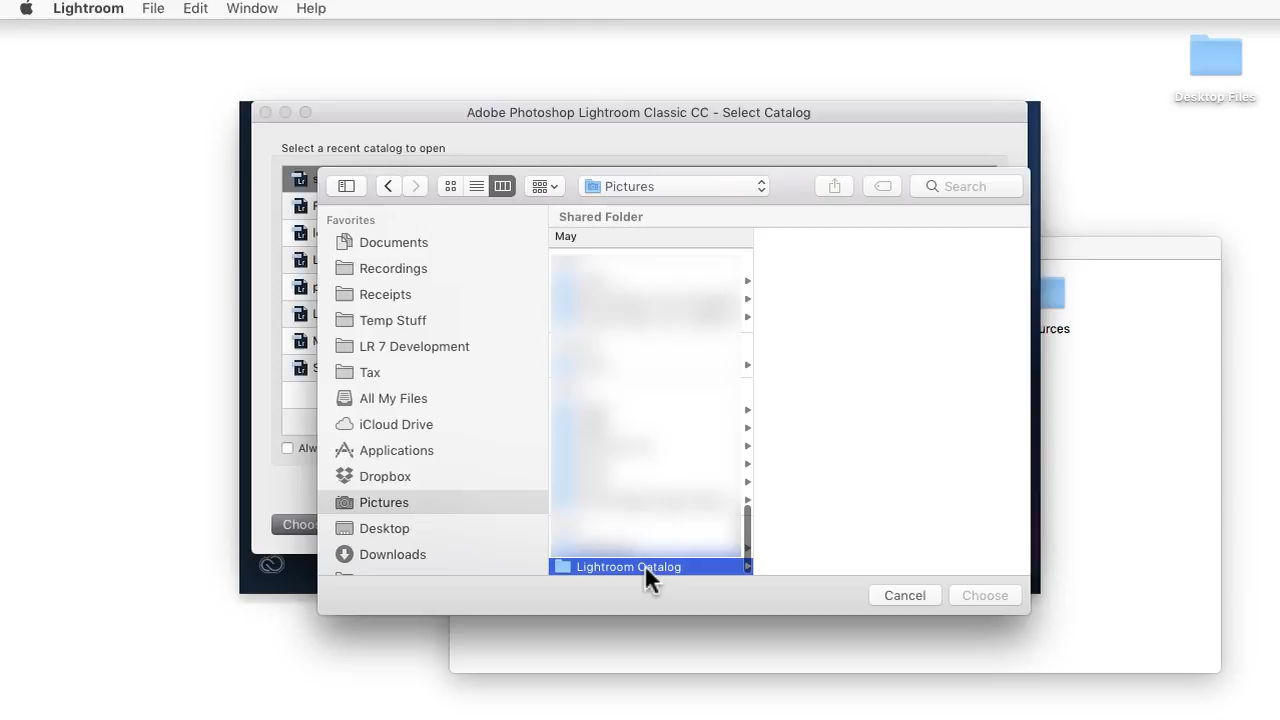 Lightroom File Edit Window Help
Desktop Files
Adobe Photoshop Lightroom Classic CC - Select Catalog
Select a recent catalog to open
Pictures
Search
Favorites
Shared Folder
May
Documents
Recordings
Receipts
Temp Stuff
LR 7 Development
Tax
All My Files
iCloud Drive
Applications
Dropbox
Pictures
Desktop
Downloads
Lightroom Catalog
Cancel
Choose